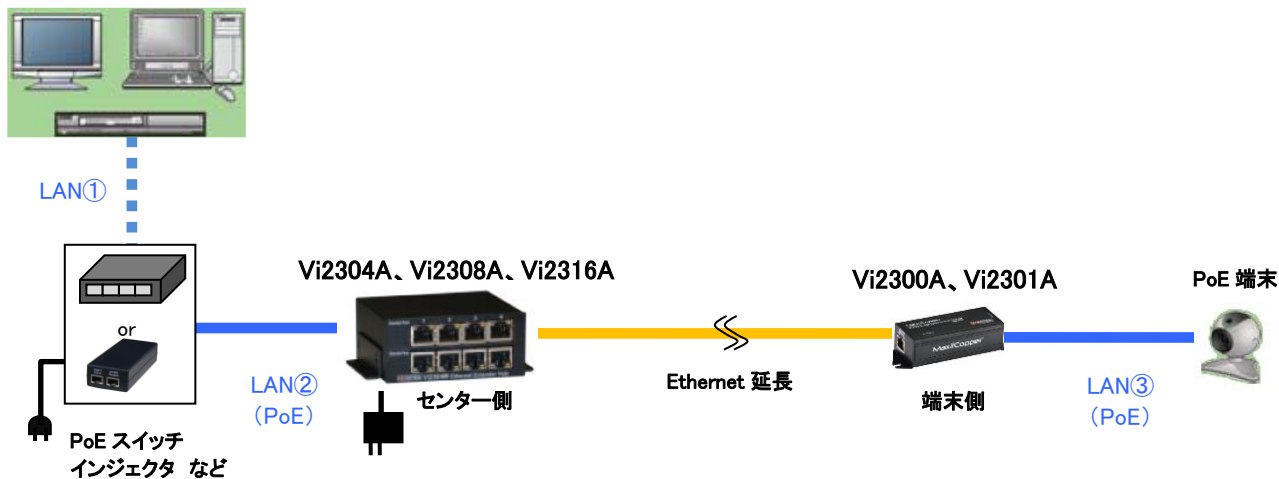 LAN①
Vi2304A、Vi2308A、Vi2316A
Vi2300A、Vi2301A
PoE 端末
or
MaxiiCopper
LAN②
（PoE）
センター側
Ethernet 延長
端末側
LAN③
（PoE）
PoE スイッチ
インジェクタ など